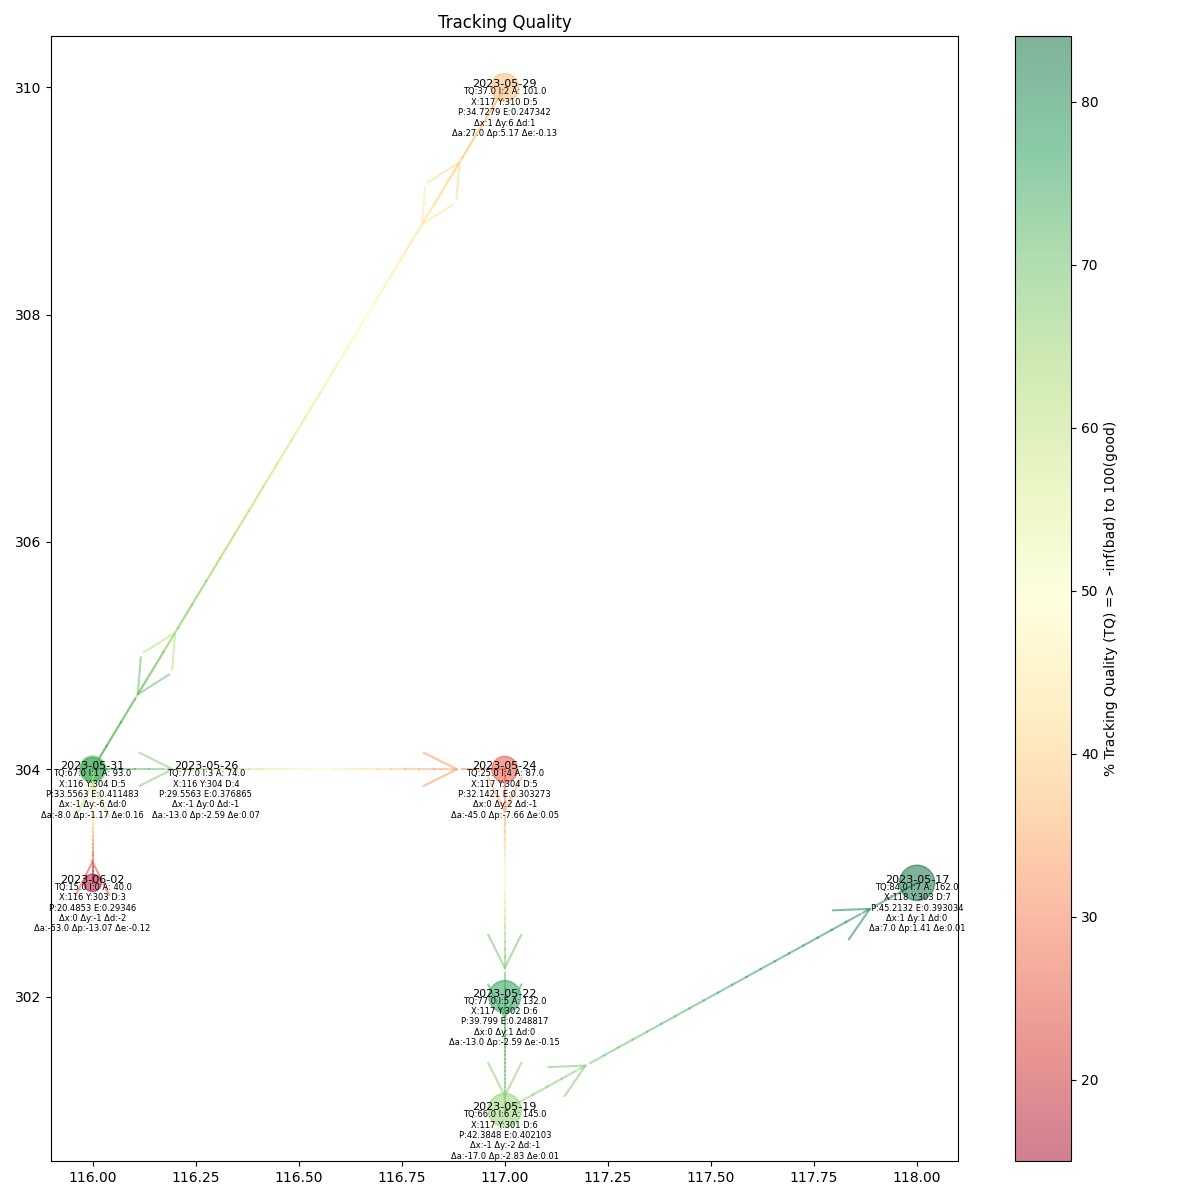 Tracking Quality
310
308
306
304
302
2023-05-29
TQ:37.0 I:2 A: 101.0
X:117 Y:310 D:5
P:34.7279 E:0.247342
Δx:1 Δy:6 Δd:1
Δa:27.0 Δp:5.17 Δe:-0.13
2023-05-31
TQ:67.0 I:1 A: 93.0
X:116 Y:304 D:5
P:33.5563 E:0.411483
Δx:-1 Δy:-6 Δd:0
Δa:-8.0 Δp:-1.17 Δe:0.16
2023-05-26
TQ:77.0 I:3 A: 74.0
X:116 Y:304 D:4
P:29.5563 E:0.376865
Δx:-1 Δy:0 Δd:-1
Δa:-13.0 Δp:-2.59 Δe:0.07
2023-05-24
TQ:25.0 I:4 A: 87.0
X:117 Y:304 D:5
P:32.1421 E:0.303273
Δx:0 Δy:2 Δd:-1
Δa:-45.0 Δp:-7.66 Δe:0.05
2023-06-02
TQ:15.0 I:0 A: 40.0
X:116 Y:303 D:3
P:20.4853 E:0.29346
Δx:0 Δy:-1 Δd:-2
Δa:-53.0 Δp:-13.07 Δe:-0.12
2023-05-17
TQ:84.0 I:7 A: 162.0
X:118 Y:303 D:7
P:45.2132 E:0.393034
Δx:1 Δy:1 Δd:0
Δa:7.0 Δp:1.41 Δe:0.01
2023-05-22
TQ:77.0 I:5 A: 132.0
X:117 Y:302 D:6
P:39.799 E:0.248817
Δx:0 Δy:1 Δd:0
Δa:-13.0 Δp:-2.59 Δe:-0.15
2023-05-19
TQ:66.0 I:6 A: 145.0
X:117 Y:301 D:6
P:42.3848 E:0.402103
Δx:-1 Δy:-2 Δd:-1
Δa:-17.0 Δp:-2.83 Δe:0.01
116.00
116.25
116.50
116.75
117.00
117.25
117.50
117.75
118.00
80
70
60
50
40
30
20
% Tracking Quality (TQ) =>  -inf(bad) to 100(good)